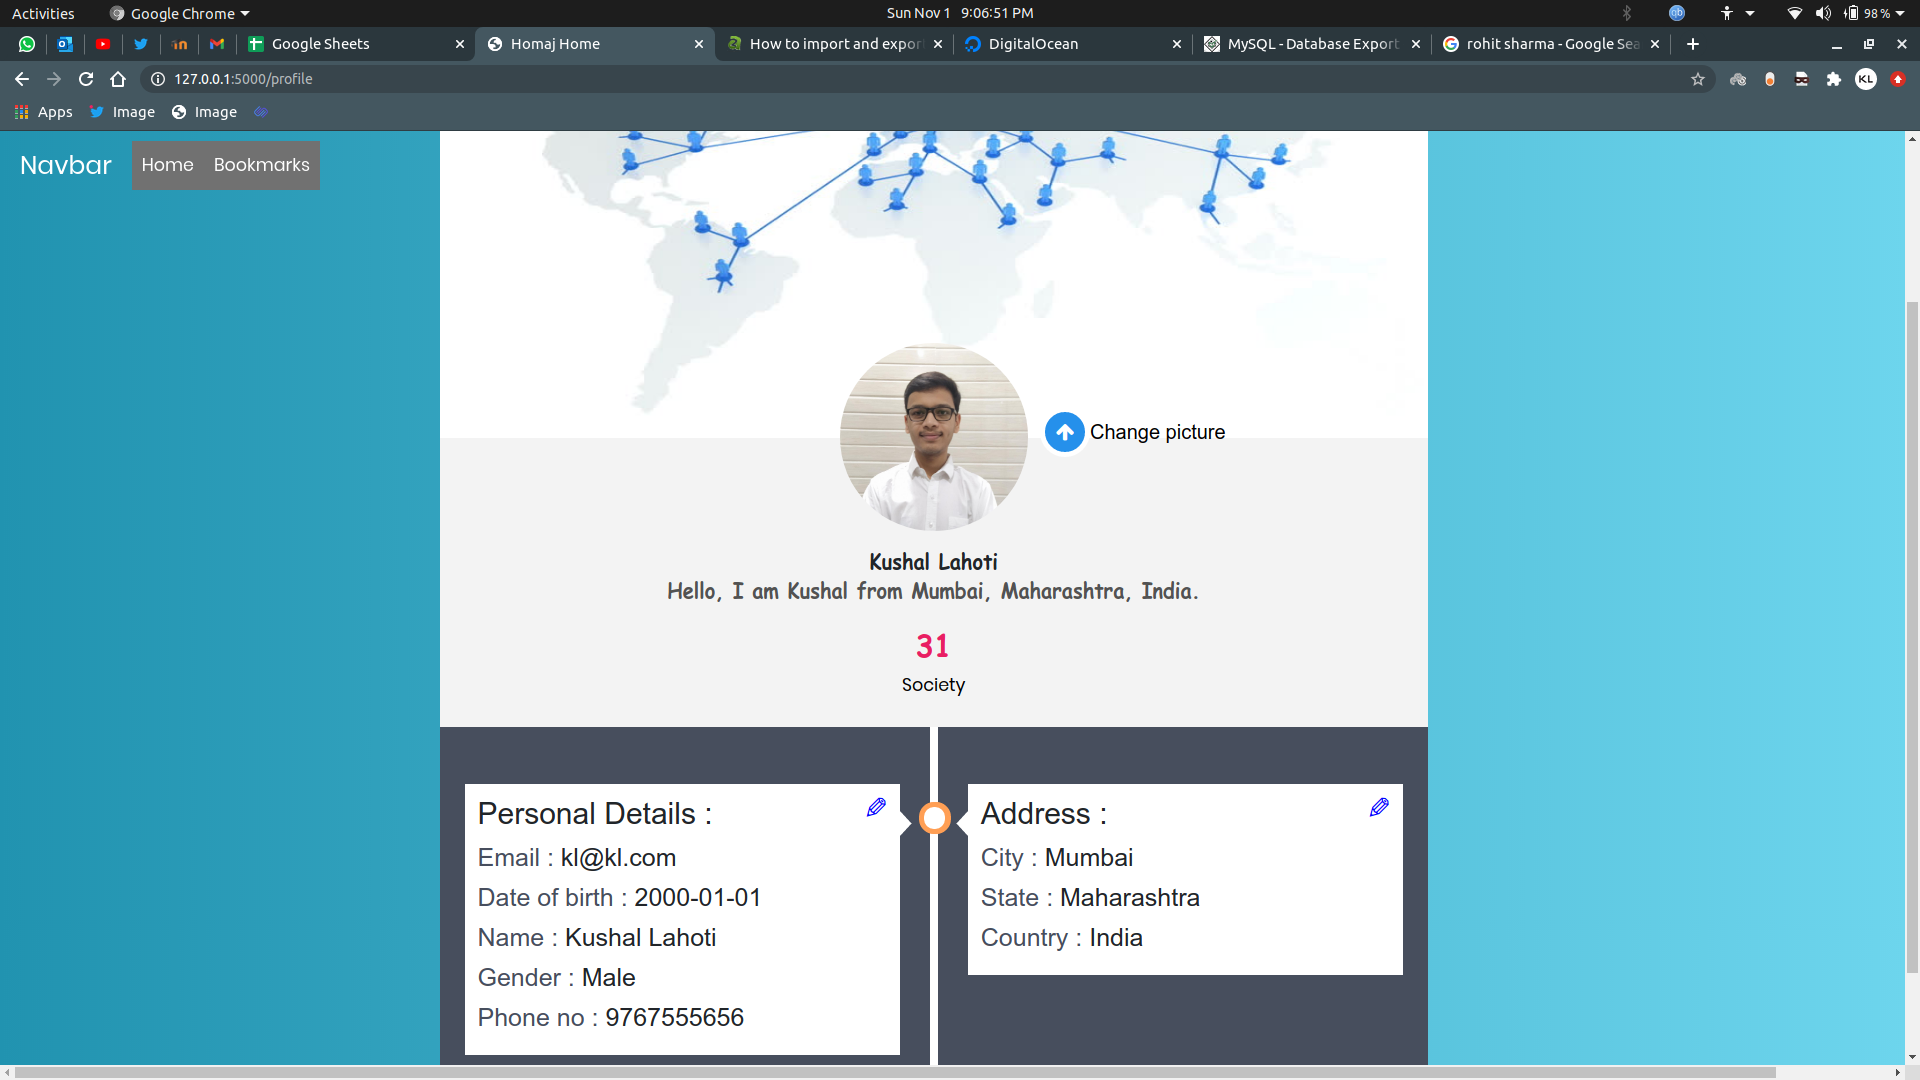 Activities Google Chrome Sun Nov 1 9:06:51 PM 98 %
in Google Sheets Homaj Home How to import and expor DigitalOcean MySQL - Database Export rohit sharma - Google Sea
127.0.0.1:5000/profile KL
Apps Image Image
Navbar Home Bookmarks
Change picture
Kushal Lahoti
Hello, I am Kushal from Mumbai, Maharashtra, India.
31
Society
Personal Details :
Email : kl@kl.com
Date of birth : 2000-01-01
Name : Kushal Lahoti
Gender : Male
Phone no : 9767555656
Address :
City : Mumbai
State : Maharashtra
Country : India